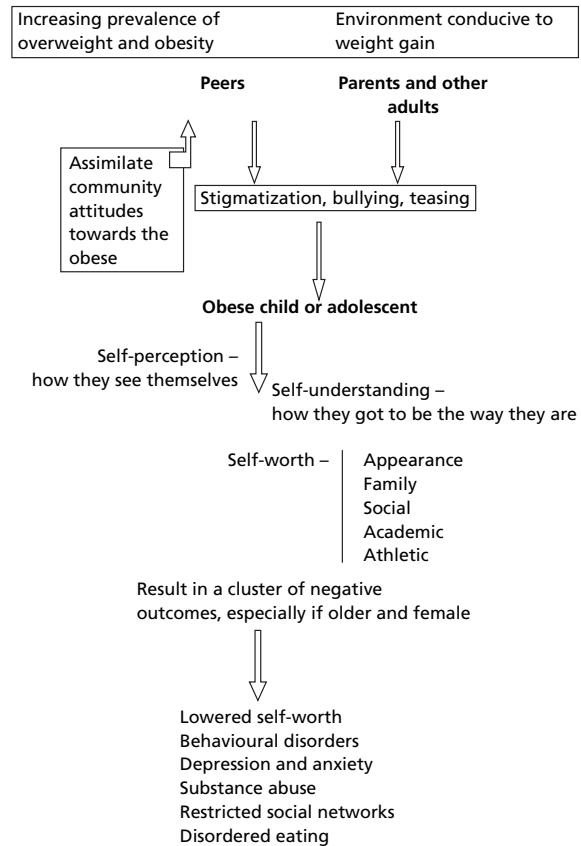 Increasing prevalence of
overweight and obesity
Environment conducive to
weight gain
Peers
Parents and other
adults
Assimilate
community
attitudes
towards the
obese
Stigmatization, bullying, teasing
Obese child or adolescent
Self-perception –
how they see themselves
Self-understanding –
how they got to be the way they are
Self-worth –
Appearance
Family
Social
Academic
Athletic
Result in a cluster of negative
outcomes, especially if older and female
Lowered self-worth
Behavioural disorders
Depression and anxiety
Substance abuse
Restricted social networks
Disordered eating